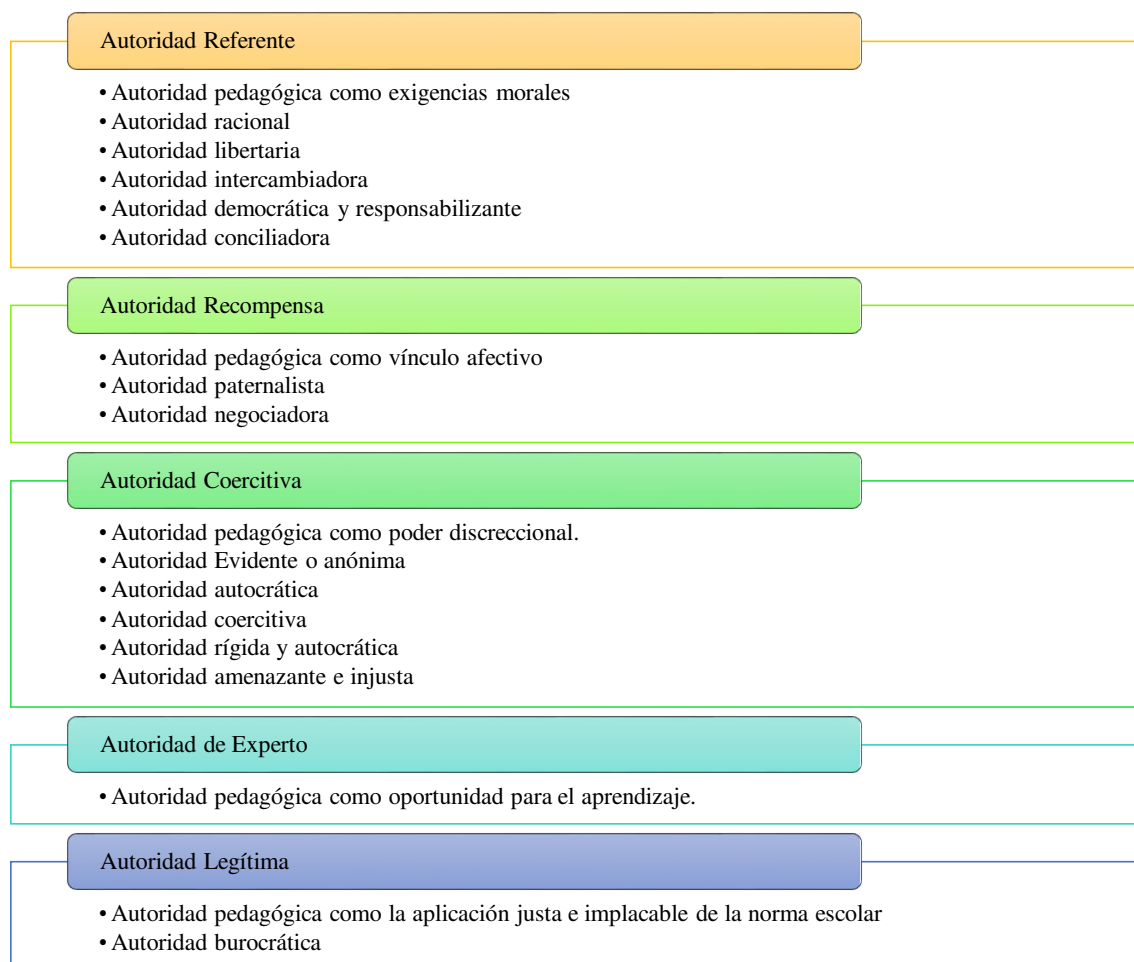 Autoridad Referente
• Autoridad pedagógica como exigencias morales
• Autoridad racional
• Autoridad libertaria
• Autoridad intercambiadora
• Autoridad democrática y responsabilizante
• Autoridad conciliadora
Autoridad Recompensa
• Autoridad pedagógica como vínculo afectivo
• Autoridad paternalista
• Autoridad negociadora
Autoridad Coercitiva
• Autoridad pedagógica como poder discreccional.
• Autoridad Evidente o anónima
• Autoridad autocrática
• Autoridad coercitiva
• Autoridad rígida y autocrática
• Autoridad amenazante e injusta
Autoridad de Experto
• Autoridad pedagógica como oportunidad para el aprendizaje.
Autoridad Legítima
• Autoridad pedagógica como la aplicación justa e implacable de la norma escolar
• Autoridad burocrática